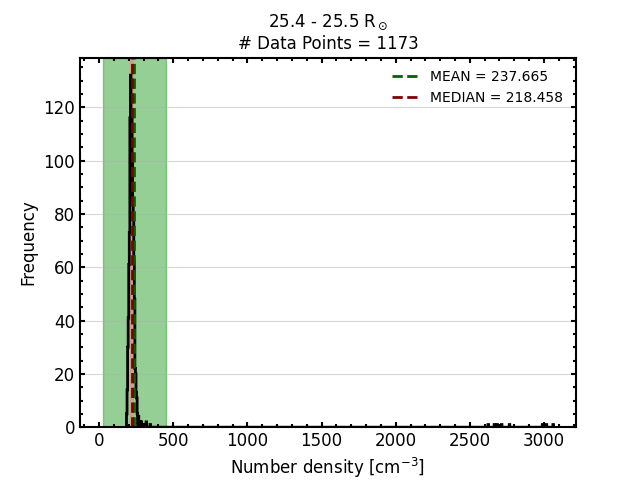 25.4 - 25.5 R⊙
# Data Points = 1173
MEAN = 237.665
MEDIAN = 218.458
Frequency
120
100
80
60
40
20
0
0 500 1000 1500 2000 2500 3000
Number density [cm⁻³]